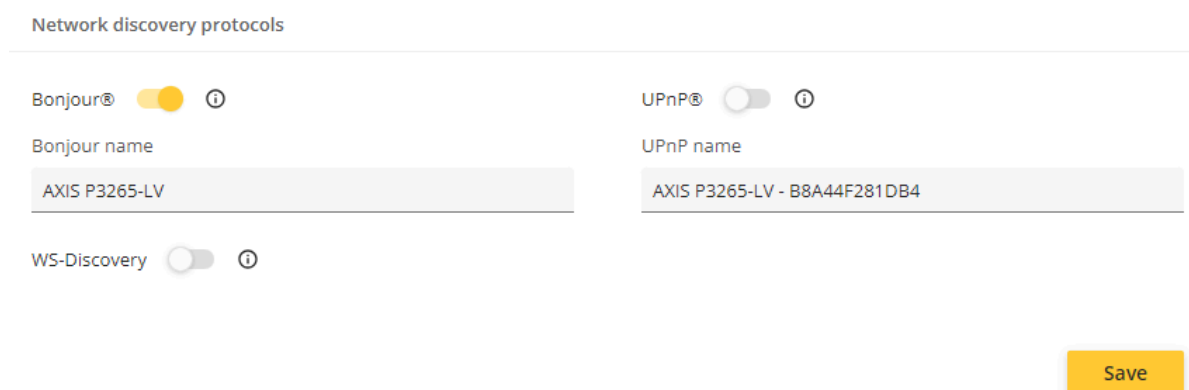 Network discovery protocols
Bonjour®
UPnP®
Bonjour name
UPnP name
AXIS P3265-LV
AXIS P3265-LV - B8A44F281DB4
WS-Discovery
Save